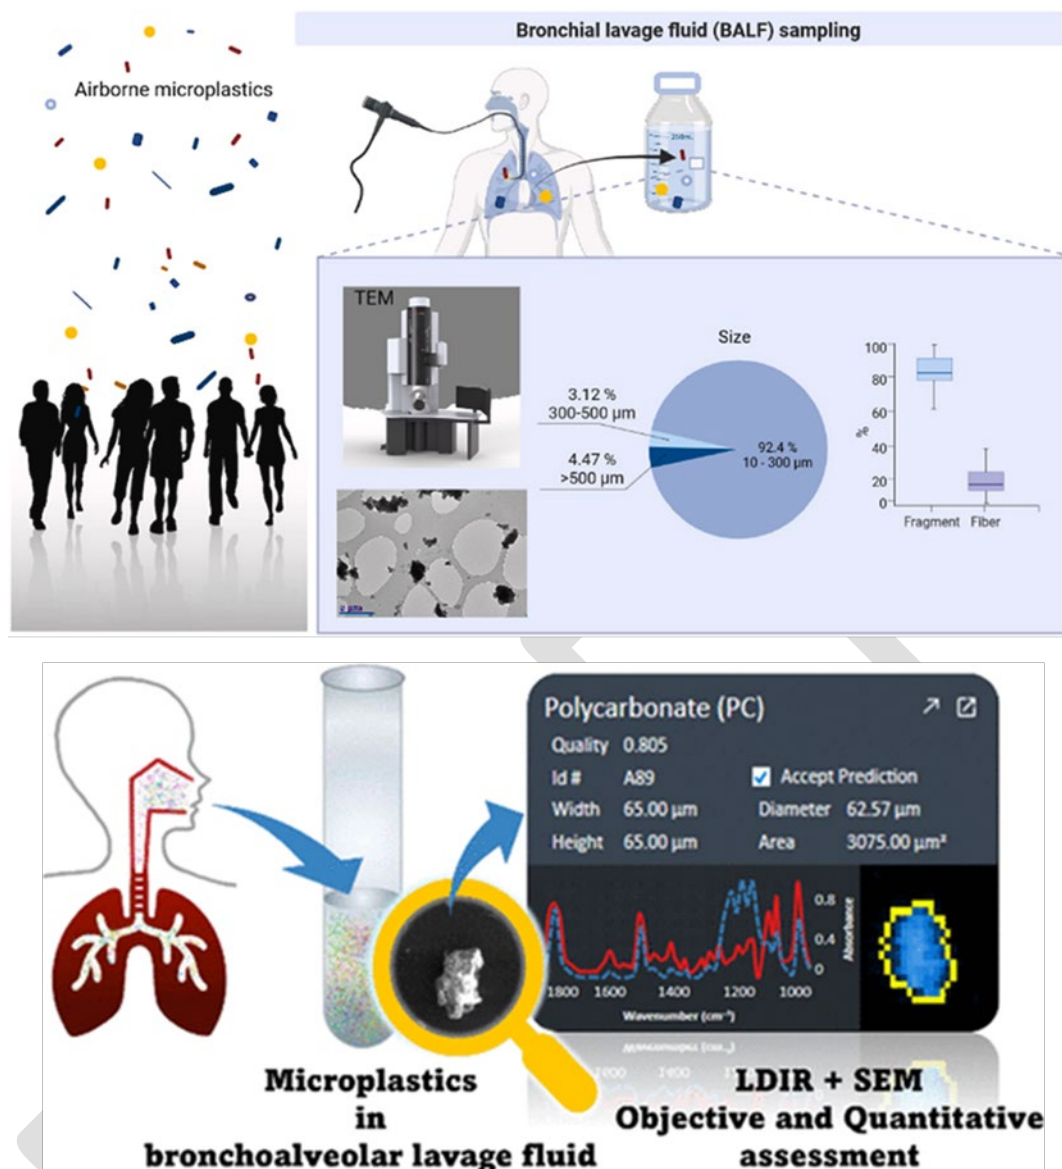 Bronchial lavage fluid (BALF) sampling
Airborne microplastics
TEM
Size
3.12 %
300-500 µm
4.47 %
>500 µm
92.4 %
10 - 300 µm
100
80
60
40
20
0
%
Fragment Fiber
Polycarbonate (PC)
Quality 0.805
Id # A89 Accept Prediction
Width 65.00 µm Diameter 62.57 µm
Height 65.00 µm Area 3075.00 µm²
0.8
0.4
0
Absorbance
1800 1600 1400 1200 1000
Wavenumber (cm⁻¹)
Microplastics
in
bronchoalveolar lavage fluid
LDIR + SEM
Objective and Quantitative
assessment